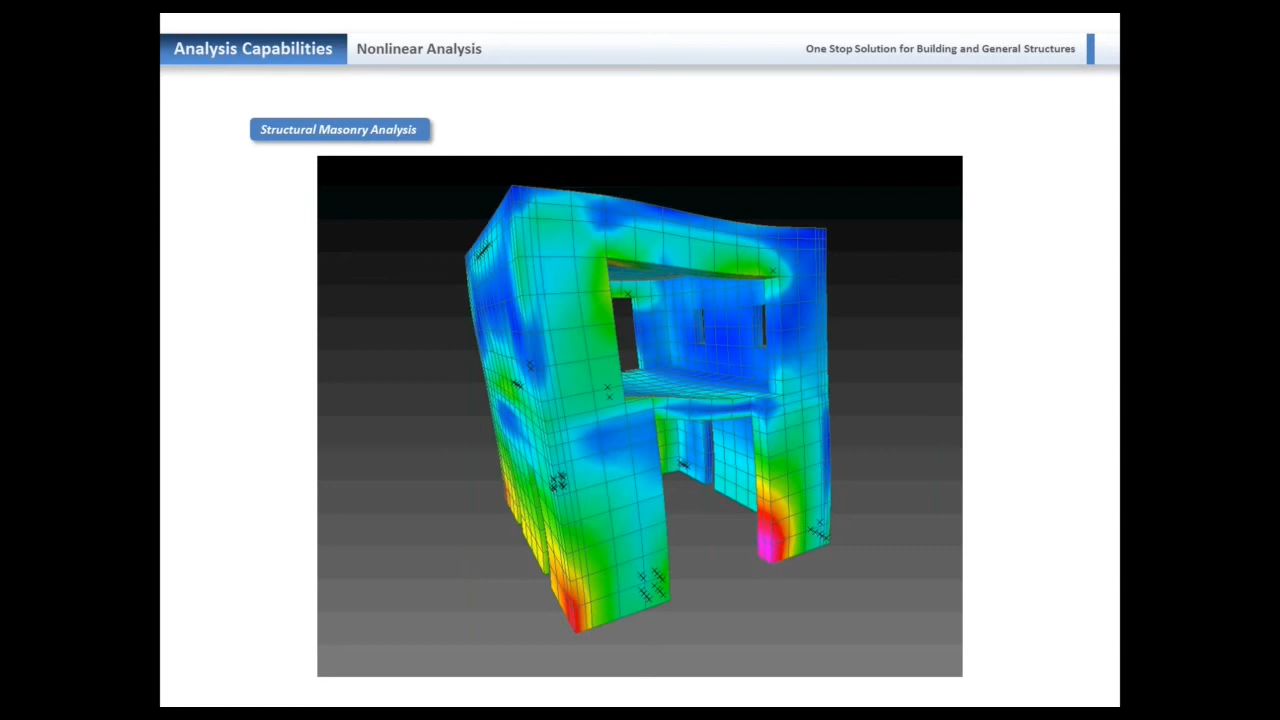 Analysis Capabilities
Nonlinear Analysis
One Stop Solution for Building and General Structures
Structural Masonry Analysis